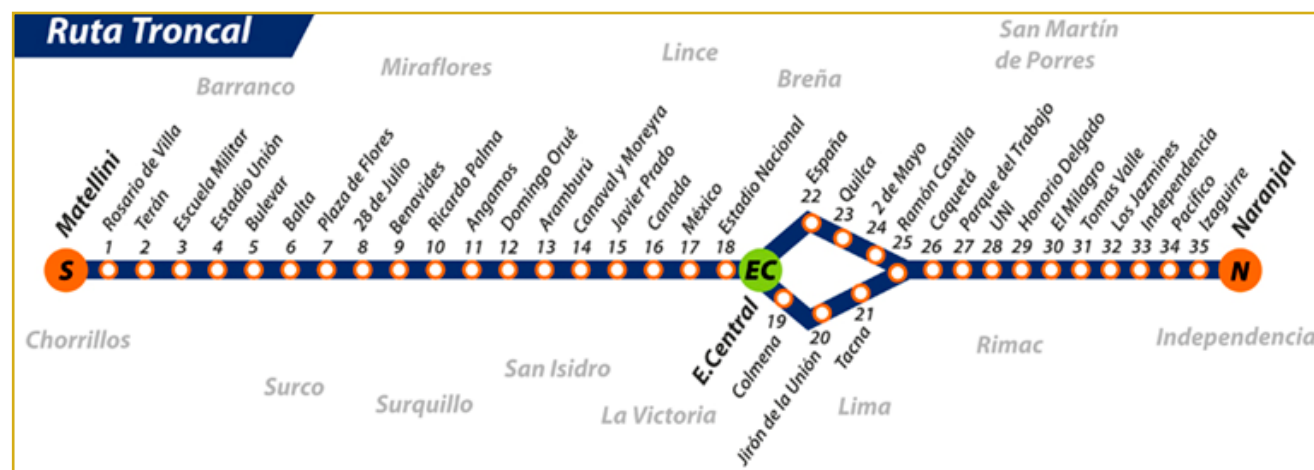 Ruta Troncal
San Martín
de Porres
Lince
Miraflores
Breña
Barranco
Matellini
Rosario de Villa
Terán
Escuela Militar
Estadio Unión
Bulevar
Balta
Plaza de Flores
28 de Julio
Benavides
Ricardo Palma
Angamos
Domingo Orué
Aramburú
Canaval y Moreyra
Javier Prado
Canada
México
Estadio Nacional
España
Quilca
2 de Mayo
Ramón Castilla
Caquetá
Parque del Trabajo
UNI
Honorio Delgado
El Milagro
Tomas Valle
Los Jazmines
Independencia
Pacífico
Izaguirre
Naranjal
1 2 3 4 5 6 7 8 9 10 11 12 13 14 15 16 17 18
22
23
24
25 26 27 28 29 30 31 32 33 34 35
S
EC
N
19
20
21
E.Central
Colmena
Jirón de la Unión
Tacna
Chorrillos
Rimac
Independencia
San Isidro
Surco
Surquillo
La Victoria
Lima